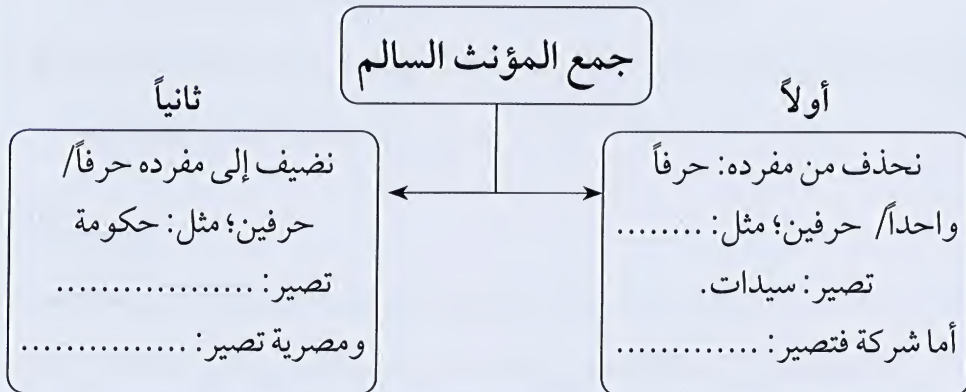 جمع المؤنث السالم
أولاً
نحذف من مفرده: حرفاً
واحداً/ حرفين؛ مثل: ........
تصير: سيدات.
أما شركة فتصير: .............
ثانياً
نضيف إلى مفرده حرفاً/
حرفين؛ مثل: حكومة
تصير: ..................
ومصرية تصير: ...............